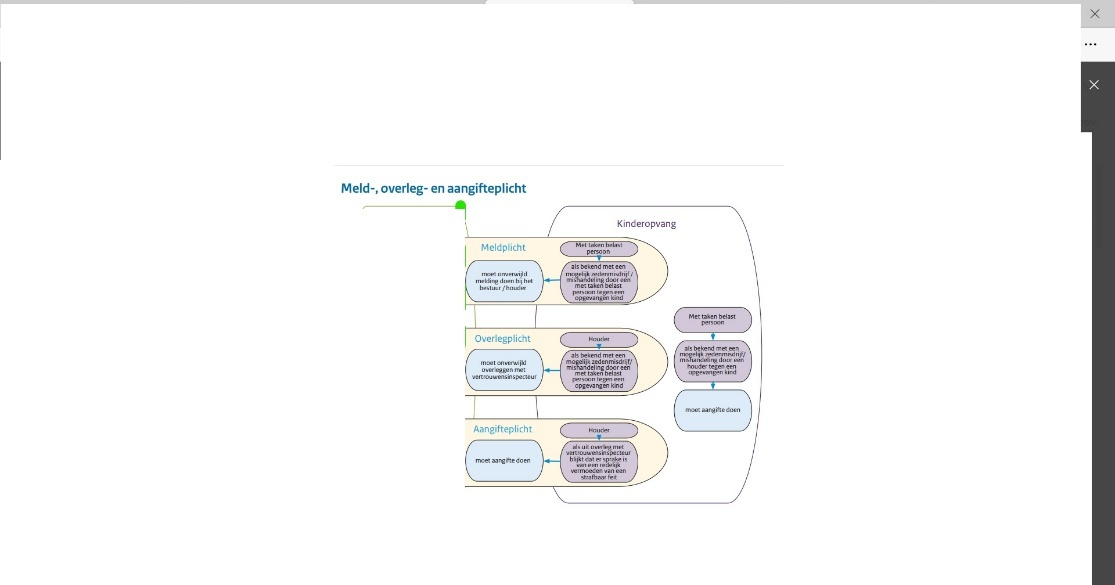 Meld-, overleg- en aangifteplicht
Kinderopvang
Meldplicht
Met taken belast
persoon
als bekend met een
mogelijk zedenmisdrijf /
mishandeling door een
met taken belast
persoon tegen een
opgevangen kind
moet onverwijld
melding doen bij het
bestuur / houder
Overlegplicht
Houder
als bekend met een
mogelijk zedenmisdrijf/
mishandeling door een
met taken belast
persoon tegen een
opgevangen kind
moet onverwijld
overleggen met
vertrouwensinspecteur
Aangifteplicht
Houder
als uit overleg met
vertrouwensinspecteur
blijkt dat er sprake is
van een redelijk
vermoeden van een
strafbaar feit
moet aangifte doen
Met taken belast
persoon
als bekend met een
mogelijk zedenmisdrijf/
mishandeling door een
houder tegen een
opgevangen kind
moet aangifte doen